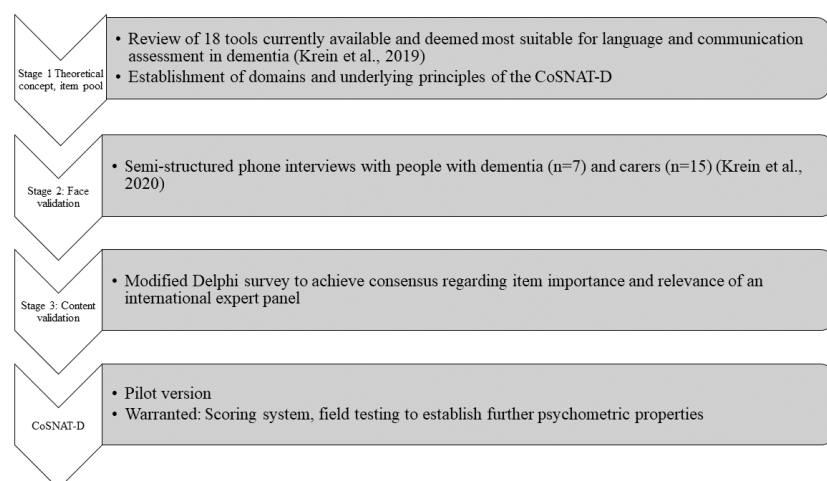 Stage 1 Theoretical
concept, item pool
• Review of 18 tools currently available and deemed most suitable for language and communication
assessment in dementia (Krein et al., 2019)
• Establishment of domains and underlying principles of the CoSNAT-D
Stage 2: Face
validation
• Semi-structured phone interviews with people with dementia (n=7) and carers (n=15) (Krein et al.,
2020)
Stage 3: Content
validation
• Modified Delphi survey to achieve consensus regarding item importance and relevance of an
international expert panel
CoSNAT-D
• Pilot version
• Warranted: Scoring system, field testing to establish further psychometric properties